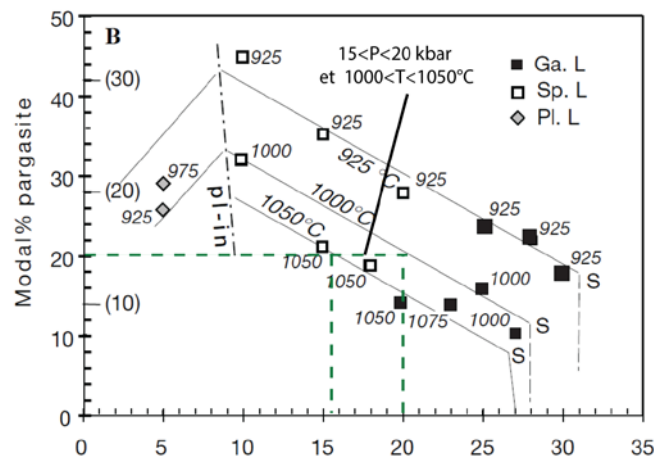 B
Modal% pargasite
50
40
30
20
10
0
(30)
(20)
(10)
15<P<20 kbar
et 1000<T<1050°C
Ga. L
Sp. L
Pl. L
925
925
925 °C
925
975
925
1000
1000°C
pl-in
1050°C
925
925
925
S
1050
1050
1050
1075
1000
1000
S
S
0 5 10 15 20 25 30 35